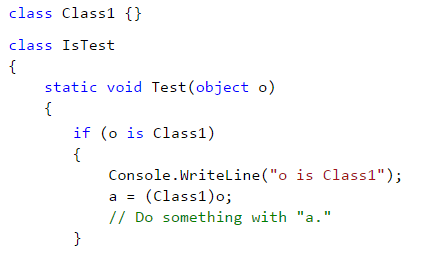 class Class1 {}
class IsTest
{
    static void Test(object o)
    {
        if (o is Class1)
        {
            Console.WriteLine("o is Class1");
            a = (Class1)o;
            // Do something with "a."
        }